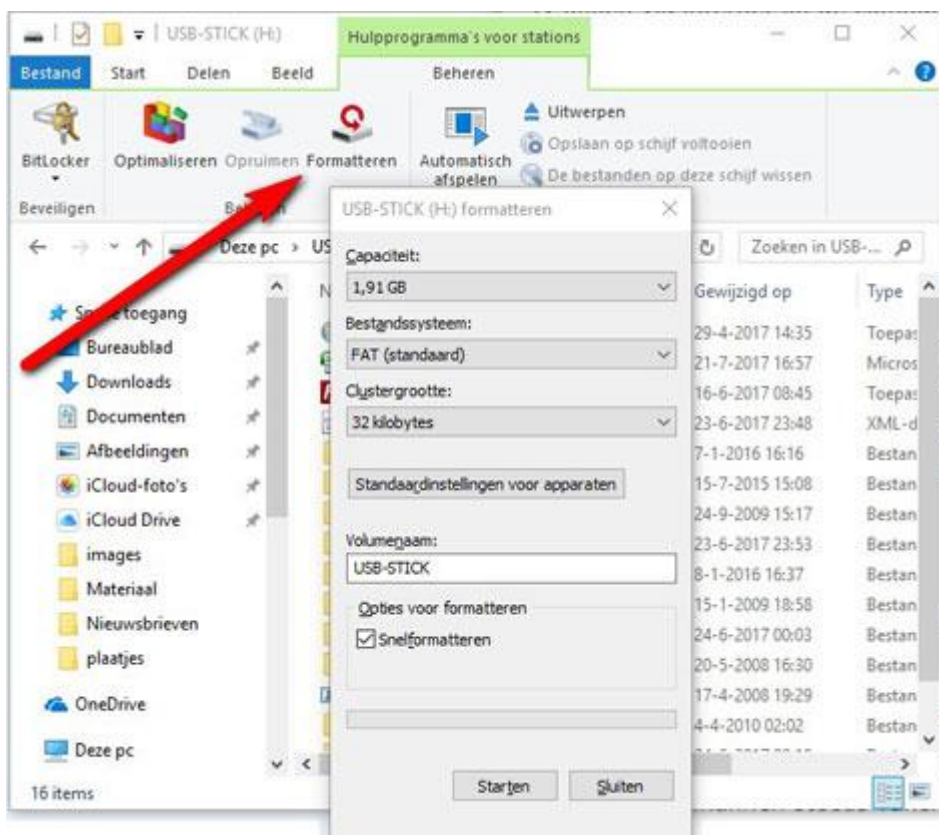 USB-STICK (H:)
Hulpprogramma's voor stations
Bestand Start Delen Beeld Beheren
BitLocker
Optimaliseren Opruimen Formatteren
Automatisch afspelen
Uitwerpen
Opslaan op schijf voltooien
De bestanden op deze schijf wissen
Beveiligen
Deze pc
Zoeken in USB-...
USB-STICK (H:) formatteren
Capaciteit:
1,91 GB
Bestandssysteem:
FAT (standaard)
Clustergrootte:
32 kilobytes
Standaardinstellingen voor apparaten
Volumenaam:
USB-STICK
Opties voor formatteren
Snelformatteren
Starten Sluiten
toegang
Bureaublad
Downloads
Documenten
Afbeeldingen
iCloud-foto's
iCloud Drive
images
Materiaal
Nieuwsbrieven
plaatjes
OneDrive
Deze pc
Gewijzigd op Type
29-4-2017 14:35 Toepas
21-7-2017 16:57 Micros
16-6-2017 08:45 Toepas
23-6-2017 23:48 XML-d
7-1-2016 16:16 Bestan
15-7-2015 15:08 Bestan
24-9-2009 15:17 Bestan
23-6-2017 23:53 Bestan
8-1-2016 16:37 Bestan
15-1-2009 18:58 Bestan
24-6-2017 00:03 Bestan
20-5-2008 16:30 Bestan
17-4-2008 19:29 Bestan
4-4-2010 02:02 Bestan
16 items